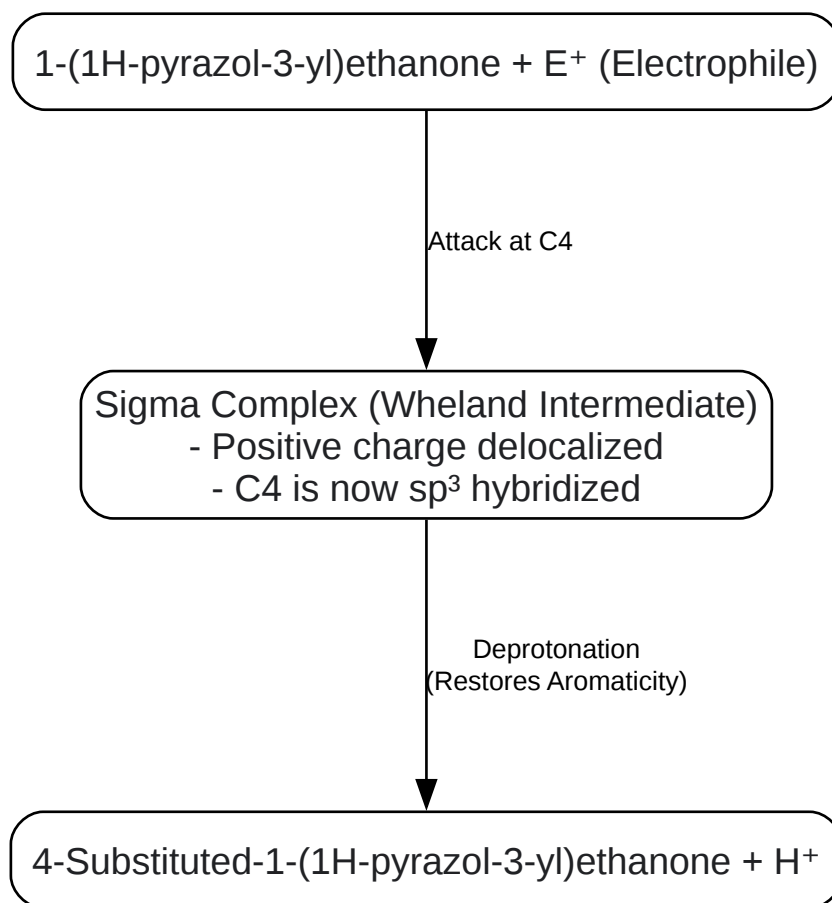 1-(1H-pyrazol-3-yl)ethanone + E⁺ (Electrophile)
Attack at C4
Sigma Complex (Wheland Intermediate)
- Positive charge delocalized
- C4 is now sp³ hybridized
Deprotonation
(Restores Aromaticity)
4-Substituted-1-(1H-pyrazol-3-yl)ethanone + H⁺